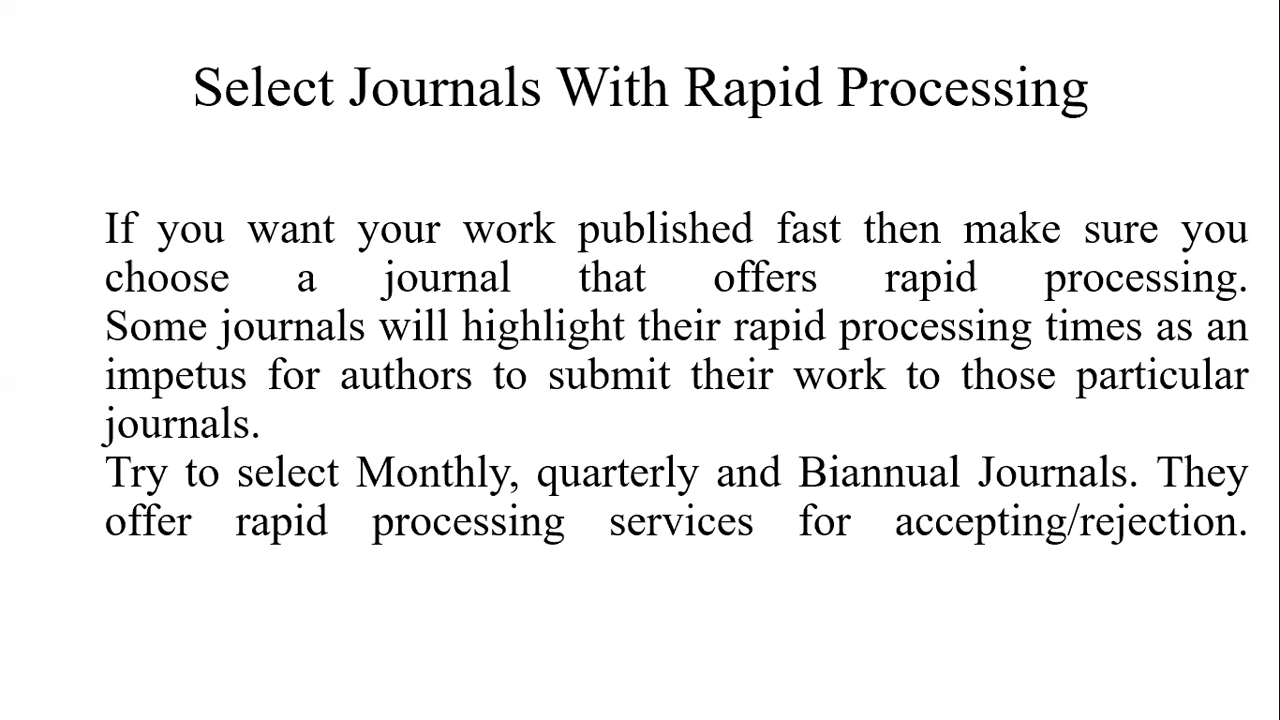 Select Journals With Rapid Processing
If you want your work published fast then make sure you
choose a journal that offers rapid processing.
Some journals will highlight their rapid processing times as an
impetus for authors to submit their work to those particular
journals.
Try to select Monthly, quarterly and Biannual Journals. They
offer rapid processing services for accepting/rejection.